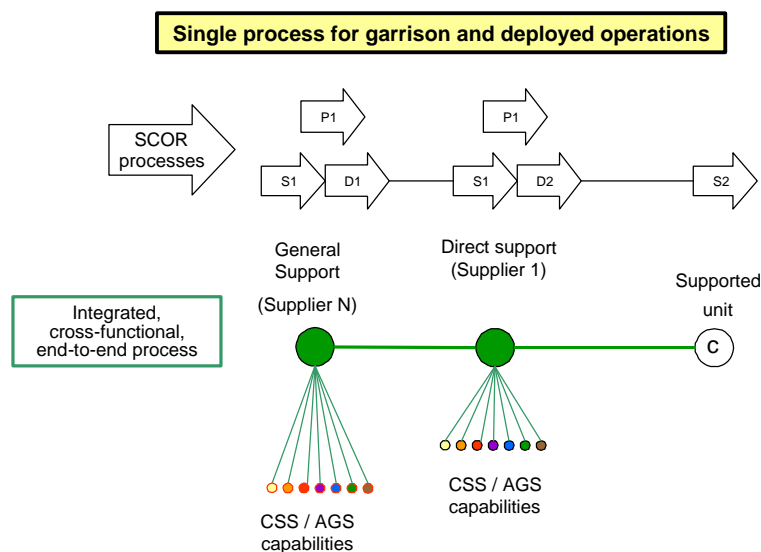 Single process for garrison and deployed operations
SCOR
processes
P1
P1
S1
D1
S1
D2
S2
General
Support
(Supplier N)
Direct support
(Supplier 1)
Supported
unit
Integrated,
cross-functional,
end-to-end process
C
CSS / AGS
capabilities
CSS / AGS
capabilities